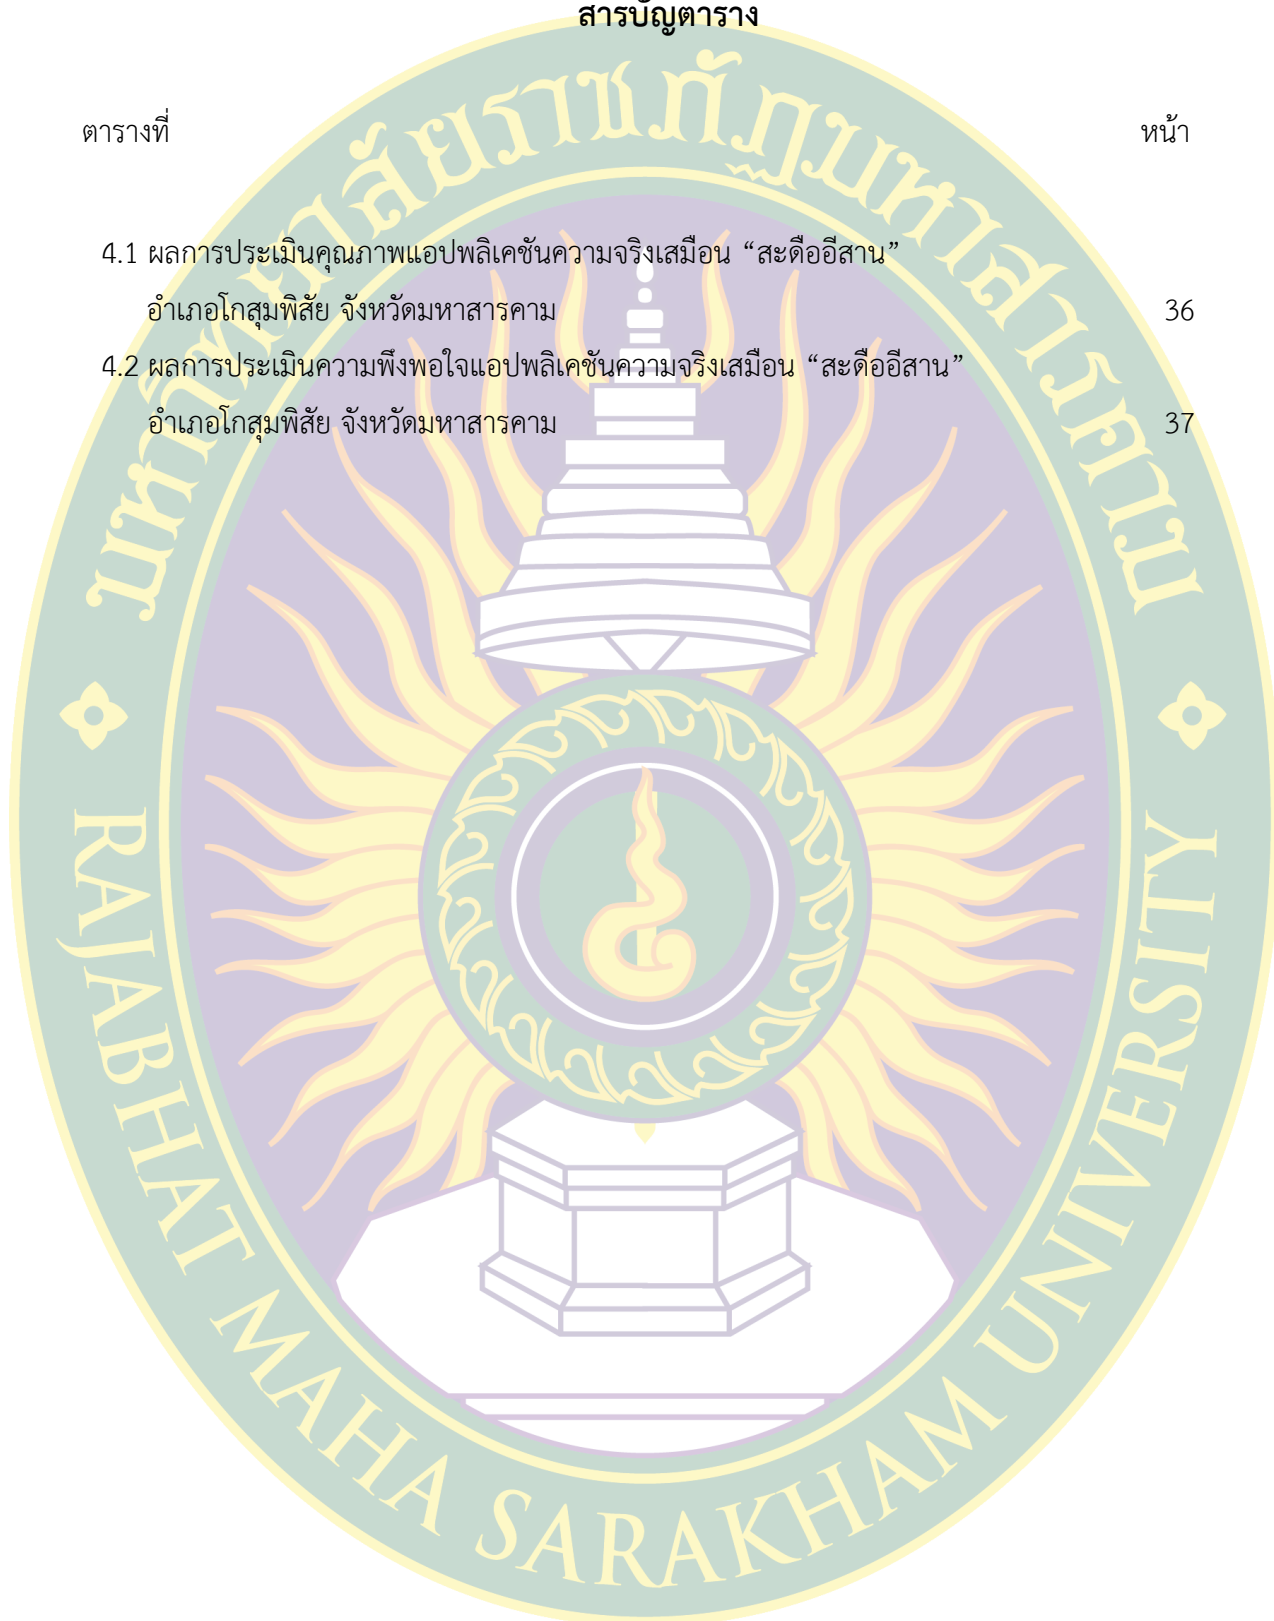 สารบัญตาราง
ตารางที่ หน้า
4.1 ผลการประเมินคุณภาพแอปพลิเคชันความจริงเสมือน “สะดืออีสาน”
อำเภอโกสุมพิสัย จังหวัดมหาสารคาม 36
4.2 ผลการประเมินความพึงพอใจแอปพลิเคชันความจริงเสมือน “สะดืออีสาน”
อำเภอโกสุมพิสัย จังหวัดมหาสารคาม 37
มหาวิทยาลัยราชภัฏมหาสารคาม
RAJABHAT MAHA SARAKHAM UNIVERSITY